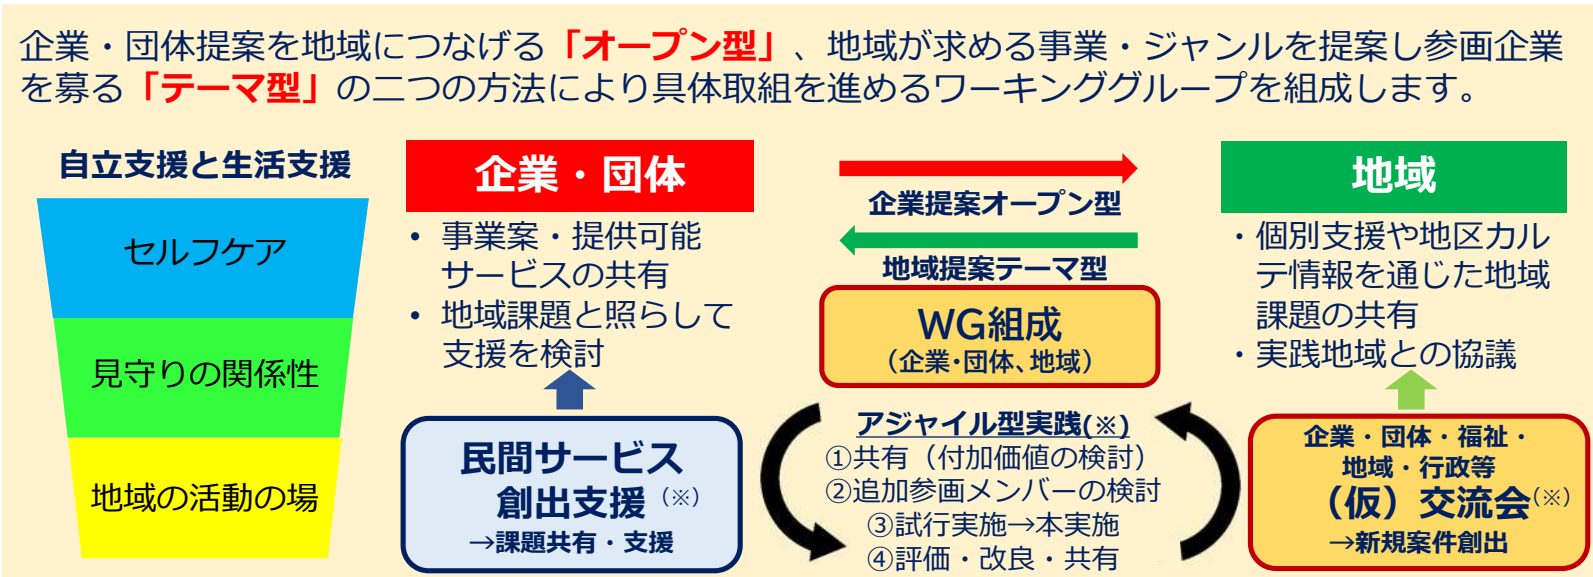 企業・団体提案を地域につなげる「オープン型」、地域が求める事業・ジャンルを提案し参画企業
を募る「テーマ型」の二つの方法により具体取組を進めるワーキンググループを組成します。
自立支援と生活支援
セルフケア
見守りの関係性
地域の活動の場
企業・団体
• 事業案・提供可能
サービスの共有
• 地域課題と照らして
支援を検討
民間サービス
創出支援（※）
→課題共有・支援
企業提案オープン型
地域提案テーマ型
WG組成
（企業・団体、地域）
アジャイル型実践(※)
①共有（付加価値の検討）
②追加参画メンバーの検討
③試行実施→本実施
④評価・改良・共有
地域
・個別支援や地区カル
テ情報を通じた地域
課題の共有
・実践地域との協議
企業・団体・福祉・
地域・行政等
（仮）交流会（※）
→新規案件創出